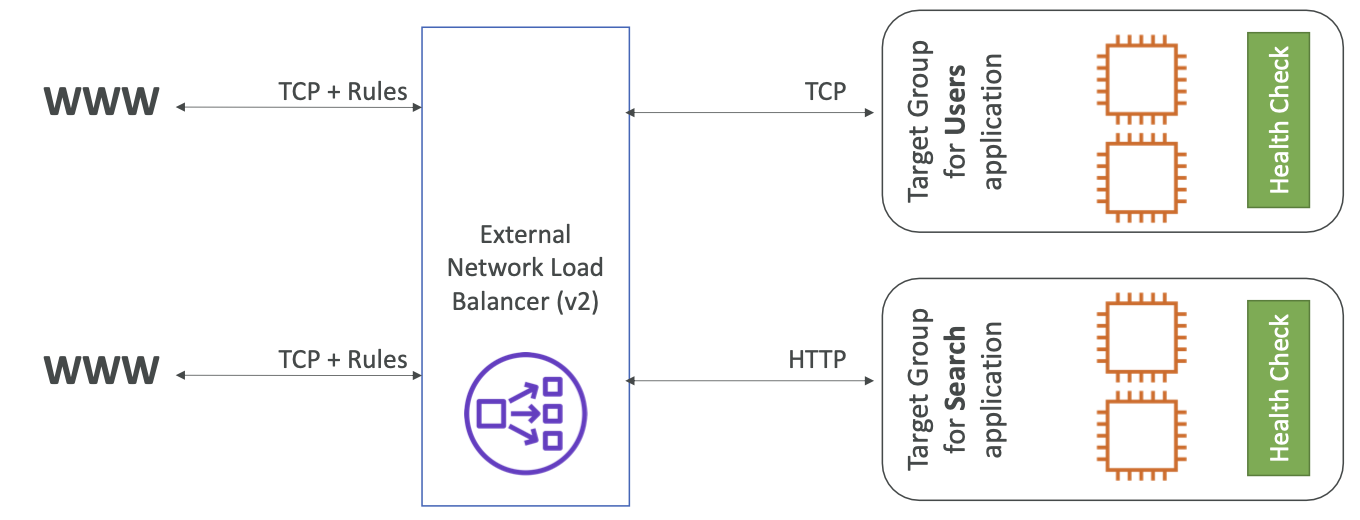 WWW
TCP + Rules
TCP
Target Group
for Users
application
Health Check
External
Network Load
Balancer (v2)
WWW
TCP + Rules
HTTP
Target Group
for Search
application
Health Check